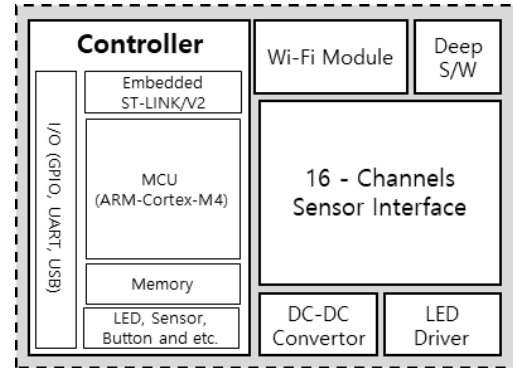 Controller
I/O (GPIO, UART, USB)
Embedded
ST-LINK/V2
MCU
(ARM-Cortex-M4)
Memory
LED, Sensor,
Button and etc.
Wi-Fi Module
Deep
S/W
16 - Channels
Sensor Interface
DC-DC
Convertor
LED
Driver